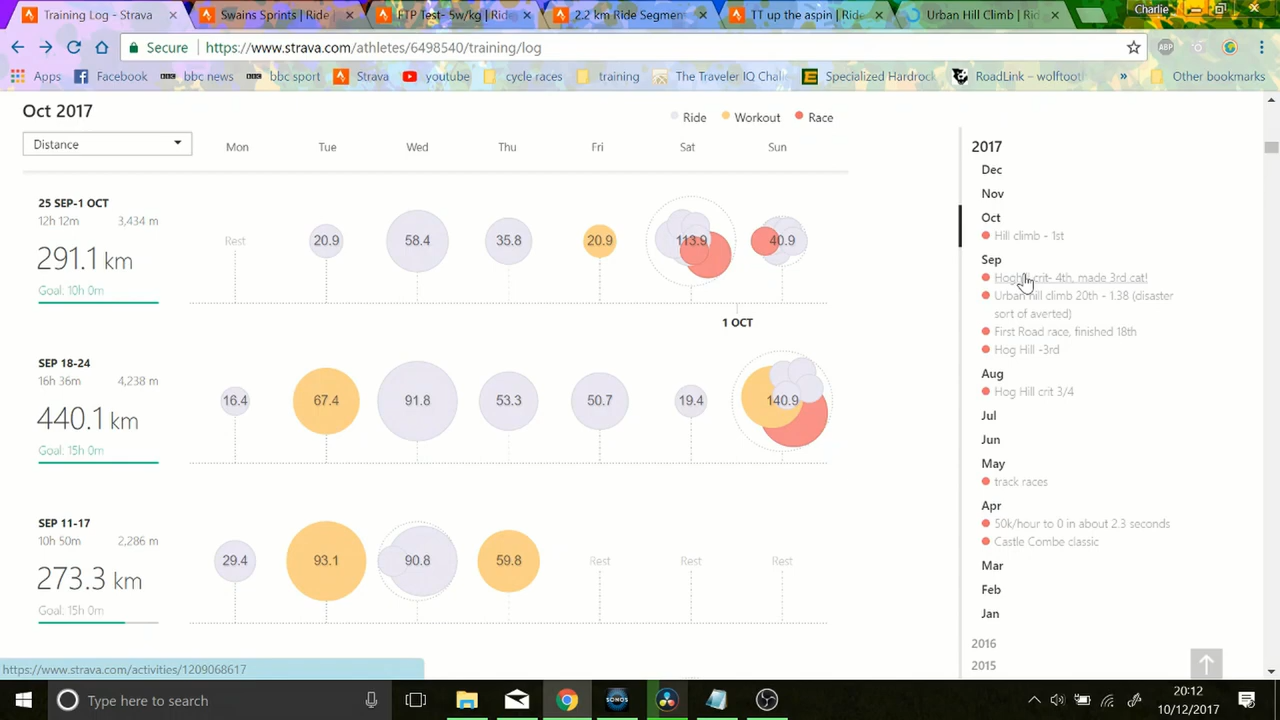 Training Log - Strava
Swains Sprints | Ride
FTP Test- 5w/kg | Ride
2.2 km Ride Segmen
TT up the aspin | Ride
Urban Hill Climb | Rid
Charlie
Secure
https://www.strava.com/athletes/6498540/training/log
ABP
Apps
Facebook
bbc news
bbc sport
Strava
youtube
cycle races
training
The Traveler IQ Chall
Specialized Hardrock
RoadLink – wolftooth
»
Other bookmarks
Oct 2017
Ride
Workout
Race
Distance
Mon
Tue
Wed
Thu
Fri
Sat
Sun
25 SEP-1 OCT
12h 12m
3,434 m
291.1 km
Goal: 10h 0m
Rest
20.9
58.4
35.8
20.9
113.9
40.9
1 OCT
SEP 18-24
16h 36m
4,238 m
440.1 km
Goal: 15h 0m
16.4
67.4
91.8
53.3
50.7
19.4
140.9
SEP 11-17
10h 50m
2,286 m
273.3 km
Goal: 15h 0m
29.4
93.1
90.8
59.8
Rest
Rest
Rest
2017
Dec
Nov
Oct
Hill climb - 1st
Sep
Hoghill crit- 4th, made 3rd cat!
Urban hill climb 20th - 1.38 (disaster
sort of averted)
First Road race, finished 18th
Hog Hill -3rd
Aug
Hog Hill crit 3/4
Jul
Jun
May
track races
Apr
50k/hour to 0 in about 2.3 seconds
Castle Combe classic
Mar
Feb
Jan
2016
2015
https://www.strava.com/activities/1209068617
Type here to search
SONOS
20:12
10/12/2017